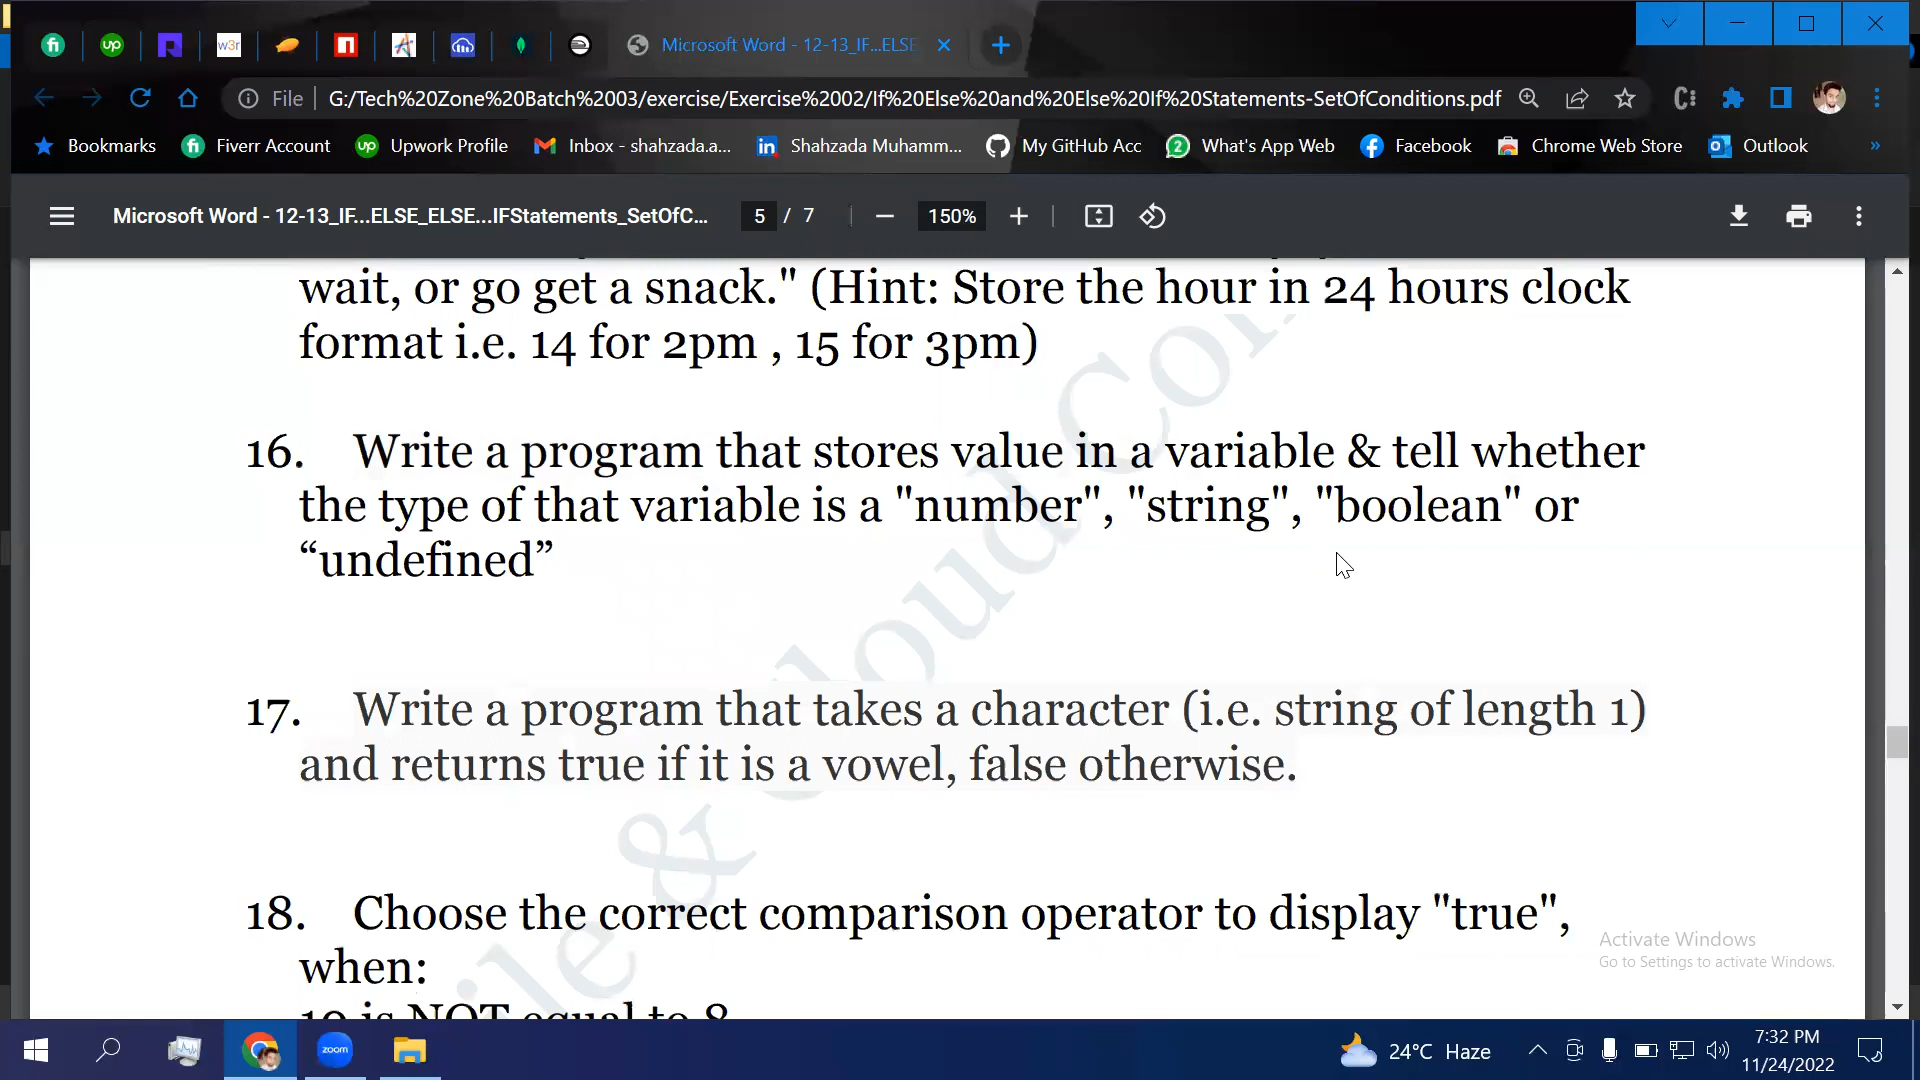 Microsoft Word - 12-13_IF...ELSE
File
G:/Tech%20Zone%20Batch%2003/exercise/Exercise%2002/If%20Else%20and%20Else%20If%20Statements-SetOfConditions.pdf
Bookmarks Fiverr Account Upwork Profile Inbox - shahzada.a... Shahzada Muhamm... My GitHub Acc What's App Web Facebook Chrome Web Store Outlook »
Microsoft Word - 12-13_IF...ELSE_ELSE...IFStatements_SetOfC... 5 / 7 — 150% +
wait, or go get a snack." (Hint: Store the hour in 24 hours clock
format i.e. 14 for 2pm , 15 for 3pm)
16. Write a program that stores value in a variable & tell whether
the type of that variable is a "number", "string", "boolean" or
“undefined”
17. Write a program that takes a character (i.e. string of length 1)
and returns true if it is a vowel, false otherwise.
18. Choose the correct comparison operator to display "true",
when:
10 is NOT equal to 8
Activate Windows
Go to Settings to activate Windows.
zoom
24°C Haze
7:32 PM
11/24/2022